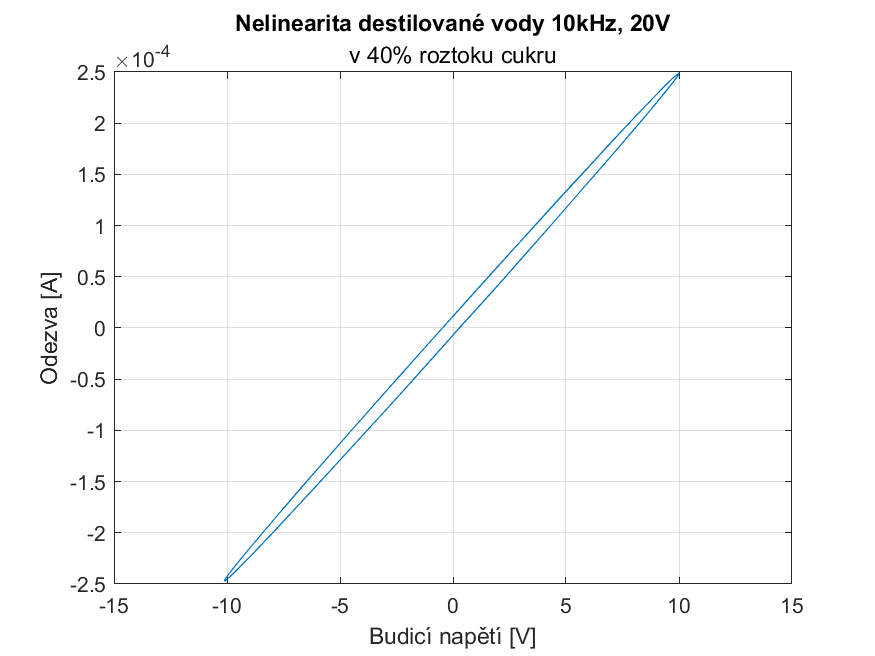 Nelinearita destilované vody 10kHz, 20V
v 40% roztoku cukru
×10⁻⁴
2.5
2
1.5
1
0.5
0
-0.5
-1
-1.5
-2
-2.5
Odezva [A]
-15 -10 -5 0 5 10 15
Budicí napětí [V]